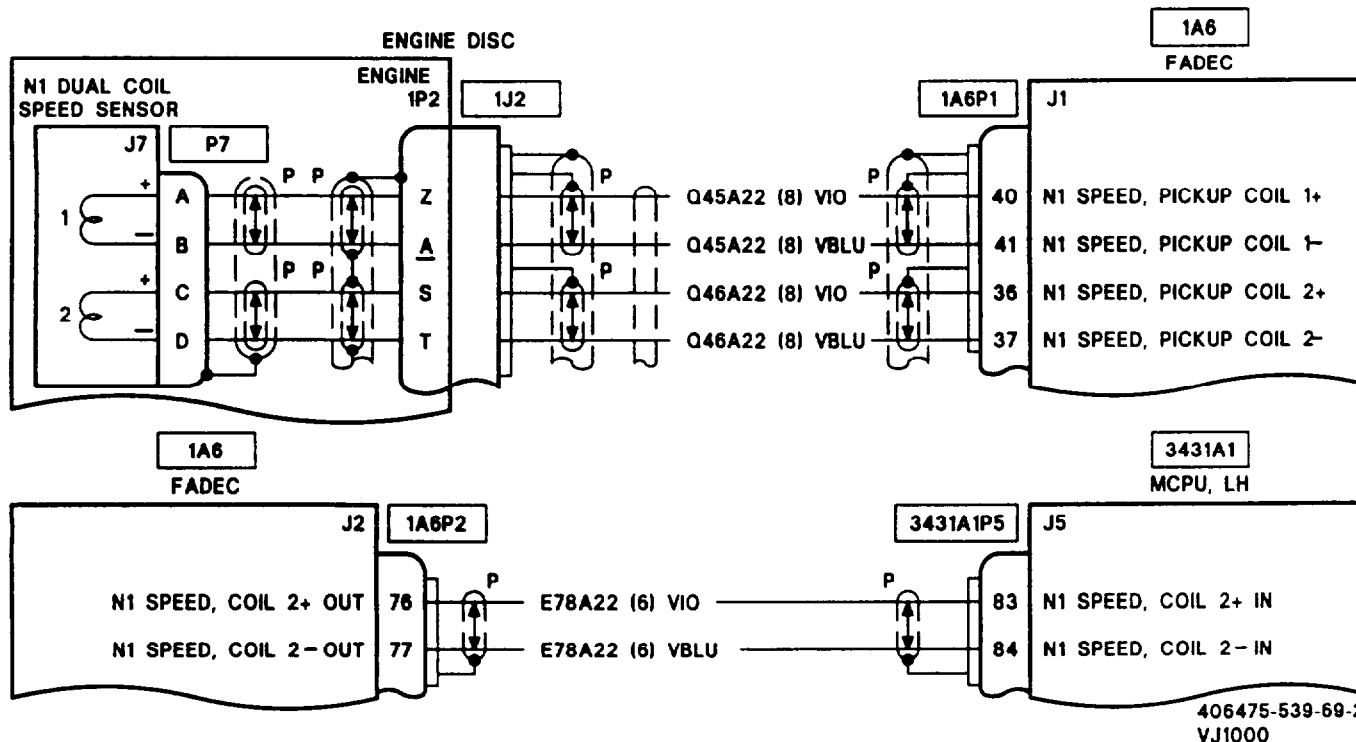 1A6
FADEC
ENGINE DISC
ENGINE
N1 DUAL COIL
SPEED SENSOR
1P2
1J2
1A6P1
J1
J7
P7
P P P P
1 + A Z Q45A22 (8) VIO 40 N1 SPEED, PICKUP COIL 1+
− B A Q45A22 (8) VBLU 41 N1 SPEED, PICKUP COIL 1−
P P P P
2 + C S Q46A22 (8) VIO 36 N1 SPEED, PICKUP COIL 2+
− D T Q46A22 (8) VBLU 37 N1 SPEED, PICKUP COIL 2−
1A6
FADEC
3431A1
MCPU, LH
J2
1A6P2
3431A1P5
J5
P P
N1 SPEED, COIL 2+ OUT 76 E78A22 (6) VIO 83 N1 SPEED, COIL 2+ IN
N1 SPEED, COIL 2−OUT 77 E78A22 (6) VBLU 84 N1 SPEED, COIL 2−IN
406475-539-69-
VJ1000